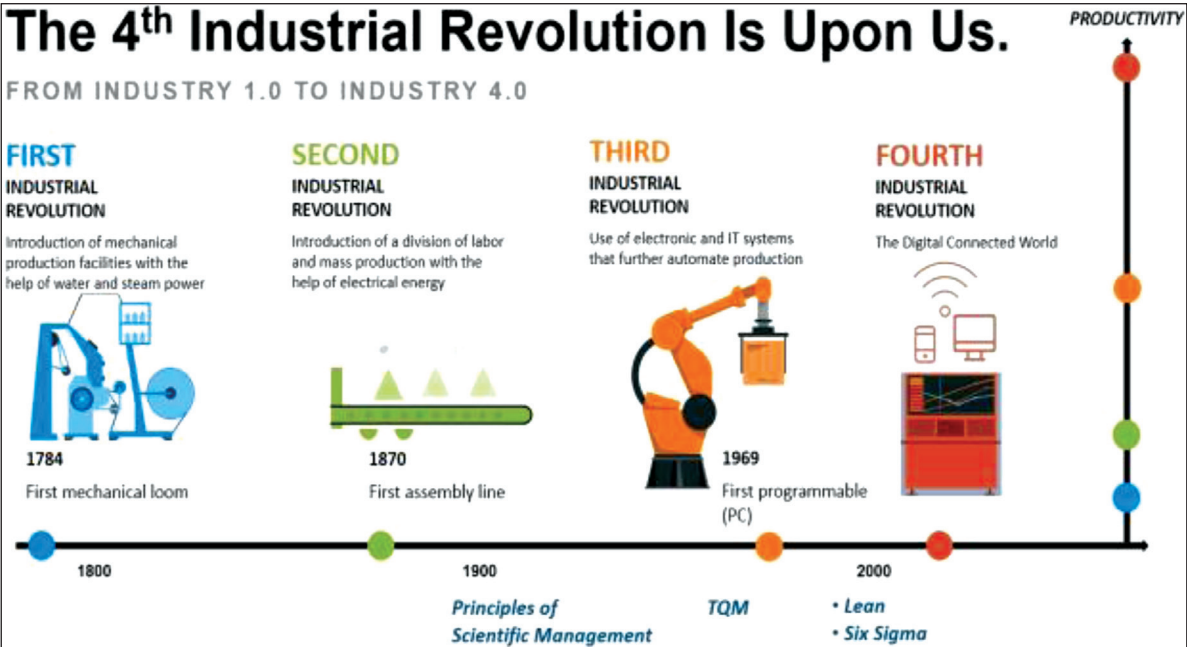 The 4th Industrial Revolution Is Upon Us.
PRODUCTIVITY
FROM INDUSTRY 1.0 TO INDUSTRY 4.0
FIRST
INDUSTRIAL
REVOLUTION
Introduction of mechanical
production facilities with the
help of water and steam power
1784
First mechanical loom
SECOND
INDUSTRIAL
REVOLUTION
Introduction of a division of labor
and mass production with the
help of electrical energy
1870
First assembly line
THIRD
INDUSTRIAL
REVOLUTION
Use of electronic and IT systems
that further automate production
1969
First programmable
(PC)
FOURTH
INDUSTRIAL
REVOLUTION
The Digital Connected World
1800
1900
2000
Principles of
Scientific Management
TQM
• Lean
• Six Sigma